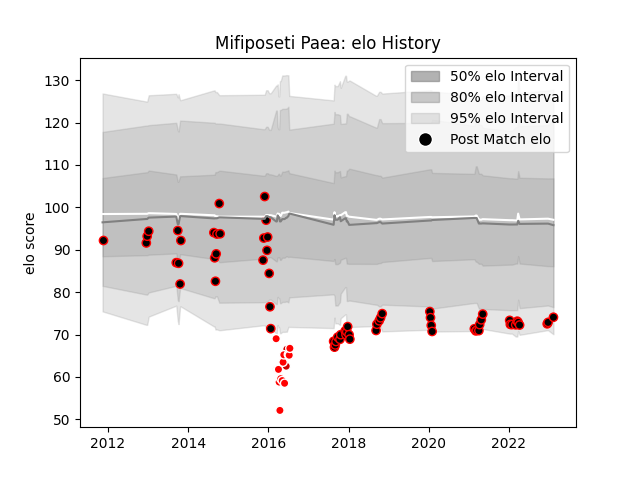 Mifiposeti Paea: elo History
50% elo Interval
80% elo Interval
95% elo Interval
Post Match elo
elo score
130
120
110
100
90
80
70
60
50
2012 2014 2016 2018 2020 2022